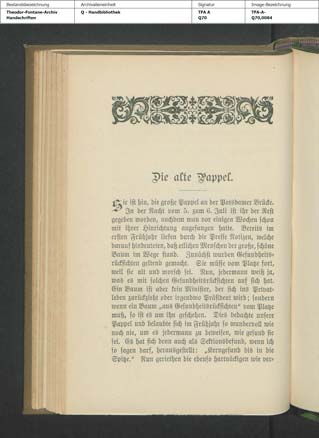 Bestandsbezeichnung Archivalieneinheit Signatur Image-Bezeichnung
Theodor-Fontane-Archiv Q - Handbibliothek TFA A TFA-A-
Handschriften Q70 Q70,0084
Die alte Pappel.
Sie ist hin, die große Pappel an der Potsdamer Brücke.
In der Nacht vom 5. zum 6. Juli ist ihr der Rest
gegeben worden, nachdem man vor einigen Wochen schon
mit ihrer Hinrichtung angefangen hatte. Bereits im
ersten Frühjahr liefen durch die Presse Notizen, welche
darauf hindeuteten, daß etlichen Menschen der große, schöne
Baum im Wege stand. Zunächst wurden Gesundheits-
rücksichten geltend gemacht. Sie müsse vom Platze fort,
weil sie alt und morsch sei. Nun, jedermann weiß ja,
was es mit solchen Gesundheitsrücksichten auf sich hat.
Ein Baum ist aber kein Minister, der sich ins Privat-
leben zurückzieht oder irgendwo Präsident wird; sondern
wenn ein Baum „aus Gesundheitsrücksichten" vom Platze
muß, so ist es um ihn geschehen. Dies bedachte unsere
Pappel und belaubte sich im Frühjahr so wundervoll wie
noch nie, um es jedermann zu beweisen, wie gesund sie
sei. Es hat sich denn auch als Sektionsbefund, wenn ich
so sagen darf, herausgestellt: „kerngesund bis in die
Spitze." Nun gerieten die ebenso hartnäckigen wie ver-